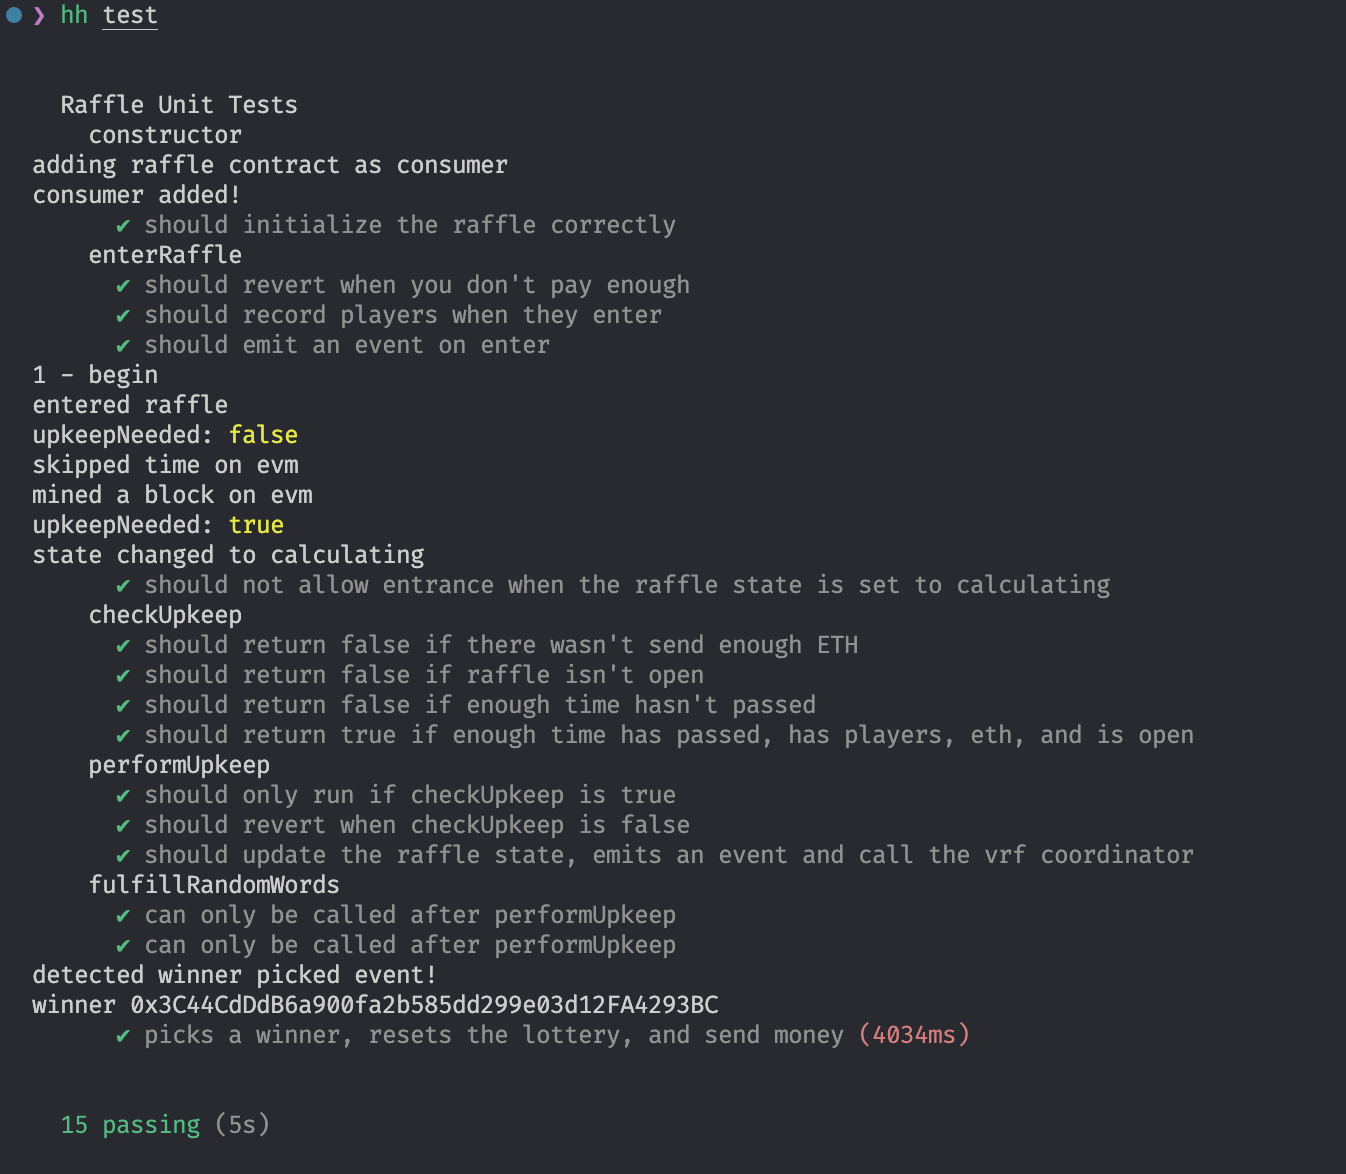 ❯ hh test
Raffle Unit Tests
constructor
adding raffle contract as consumer
consumer added!
✔ should initialize the raffle correctly
enterRaffle
✔ should revert when you don't pay enough
✔ should record players when they enter
✔ should emit an event on enter
1 - begin
entered raffle
upkeepNeeded: false
skipped time on evm
mined a block on evm
upkeepNeeded: true
state changed to calculating
✔ should not allow entrance when the raffle state is set to calculating
checkUpkeep
✔ should return false if there wasn't send enough ETH
✔ should return false if raffle isn't open
✔ should return false if enough time hasn't passed
✔ should return true if enough time has passed, has players, eth, and is open
performUpkeep
✔ should only run if checkUpkeep is true
✔ should revert when checkUpkeep is false
✔ should update the raffle state, emits an event and call the vrf coordinator
fulfillRandomWords
✔ can only be called after performUpkeep
✔ can only be called after performUpkeep
detected winner picked event!
winner 0x3C44CdDdB6a900fa2b585dd299e03d12FA4293BC
✔ picks a winner, resets the lottery, and send money (4034ms)
15 passing (5s)